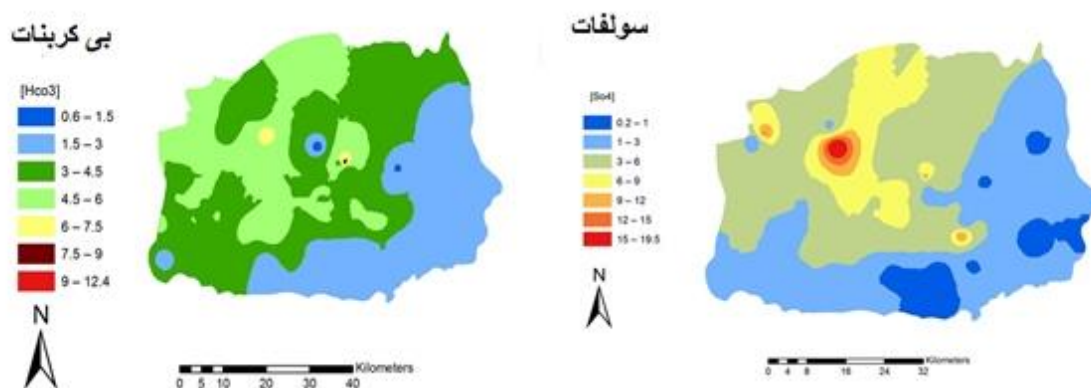 بی کربنات
[Hco3]
0.6 – 1.5
1.5 – 3
3 – 4.5
4.5 – 6
6 – 7.5
7.5 – 9
9 – 12.4
N
Kilometers
0 5 10 20 30 40
سولفات
[So4]
0.2 – 1
1 – 3
3 – 6
6 – 9
9 – 12
12 – 15
15 – 19.5
N
Kilometers
0 4 8 16 24 32